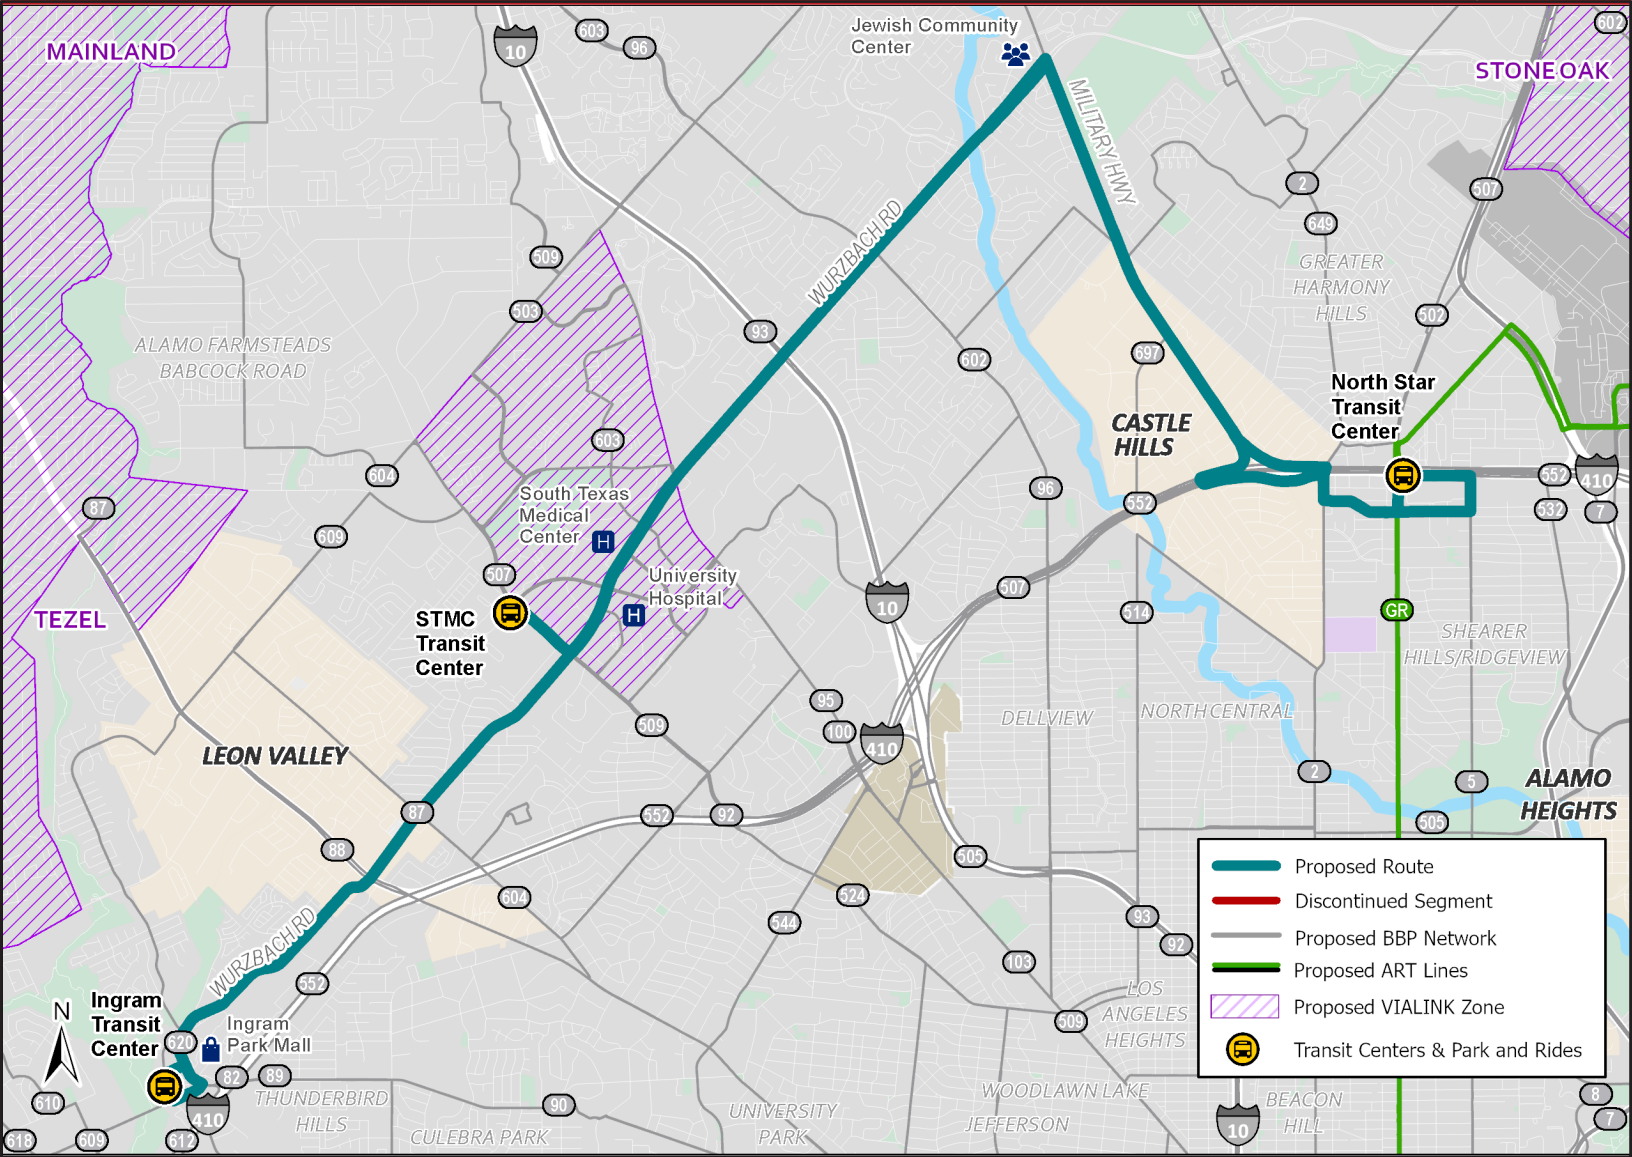 MAINLAND
10
603
96
Jewish Community
Center
602
STONE OAK
MILITARY HWY
2
507
649
509
WURZBACH RD
GREATER
HARMONY
HILLS
503
93
502
ALAMO FARMSTEADS
BABCOCK ROAD
602
697
North Star
Transit
Center
CASTLE
HILLS
603
604
552
410
87
South Texas
Medical
Center
H
96
552
532
7
609
507
University
Hospital
H
507
10
514
GR
TEZEL
STMC
Transit
Center
SHEARER
HILLS/RIDGEVIEW
95
100
509
410
DELLVIEW
NORTH CENTRAL
LEON VALLEY
2
5
ALAMO
HEIGHTS
87
552
92
505
88
505
604
524
544
93
92
Proposed Route
Discontinued Segment
Proposed BBP Network
Proposed ART Lines
Proposed VIALINK Zone
Transit Centers & Park and Rides
WURZBACH RD
103
552
N
Ingram
Transit
Center
620
Ingram
Park Mall
LOS
ANGELES
HEIGHTS
509
82
89
610
410
THUNDERBIRD
HILLS
90
UNIVERSITY
PARK
WOODLAWN LAKE
JEFFERSON
BEACON
HILL
10
8
7
618
609
612
CULEBRA PARK